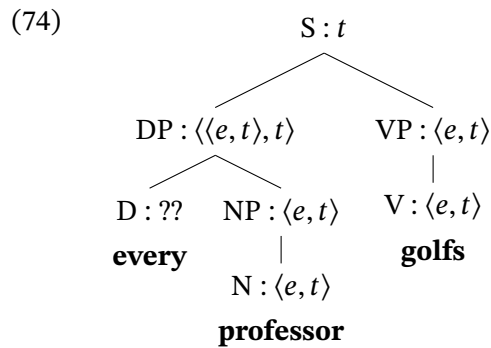 (74)
S : t
DP : ⟨⟨e, t⟩, t⟩ VP : ⟨e, t⟩
D : ?? NP : ⟨e, t⟩ V : ⟨e, t⟩
every golfs
N : ⟨e, t⟩
professor